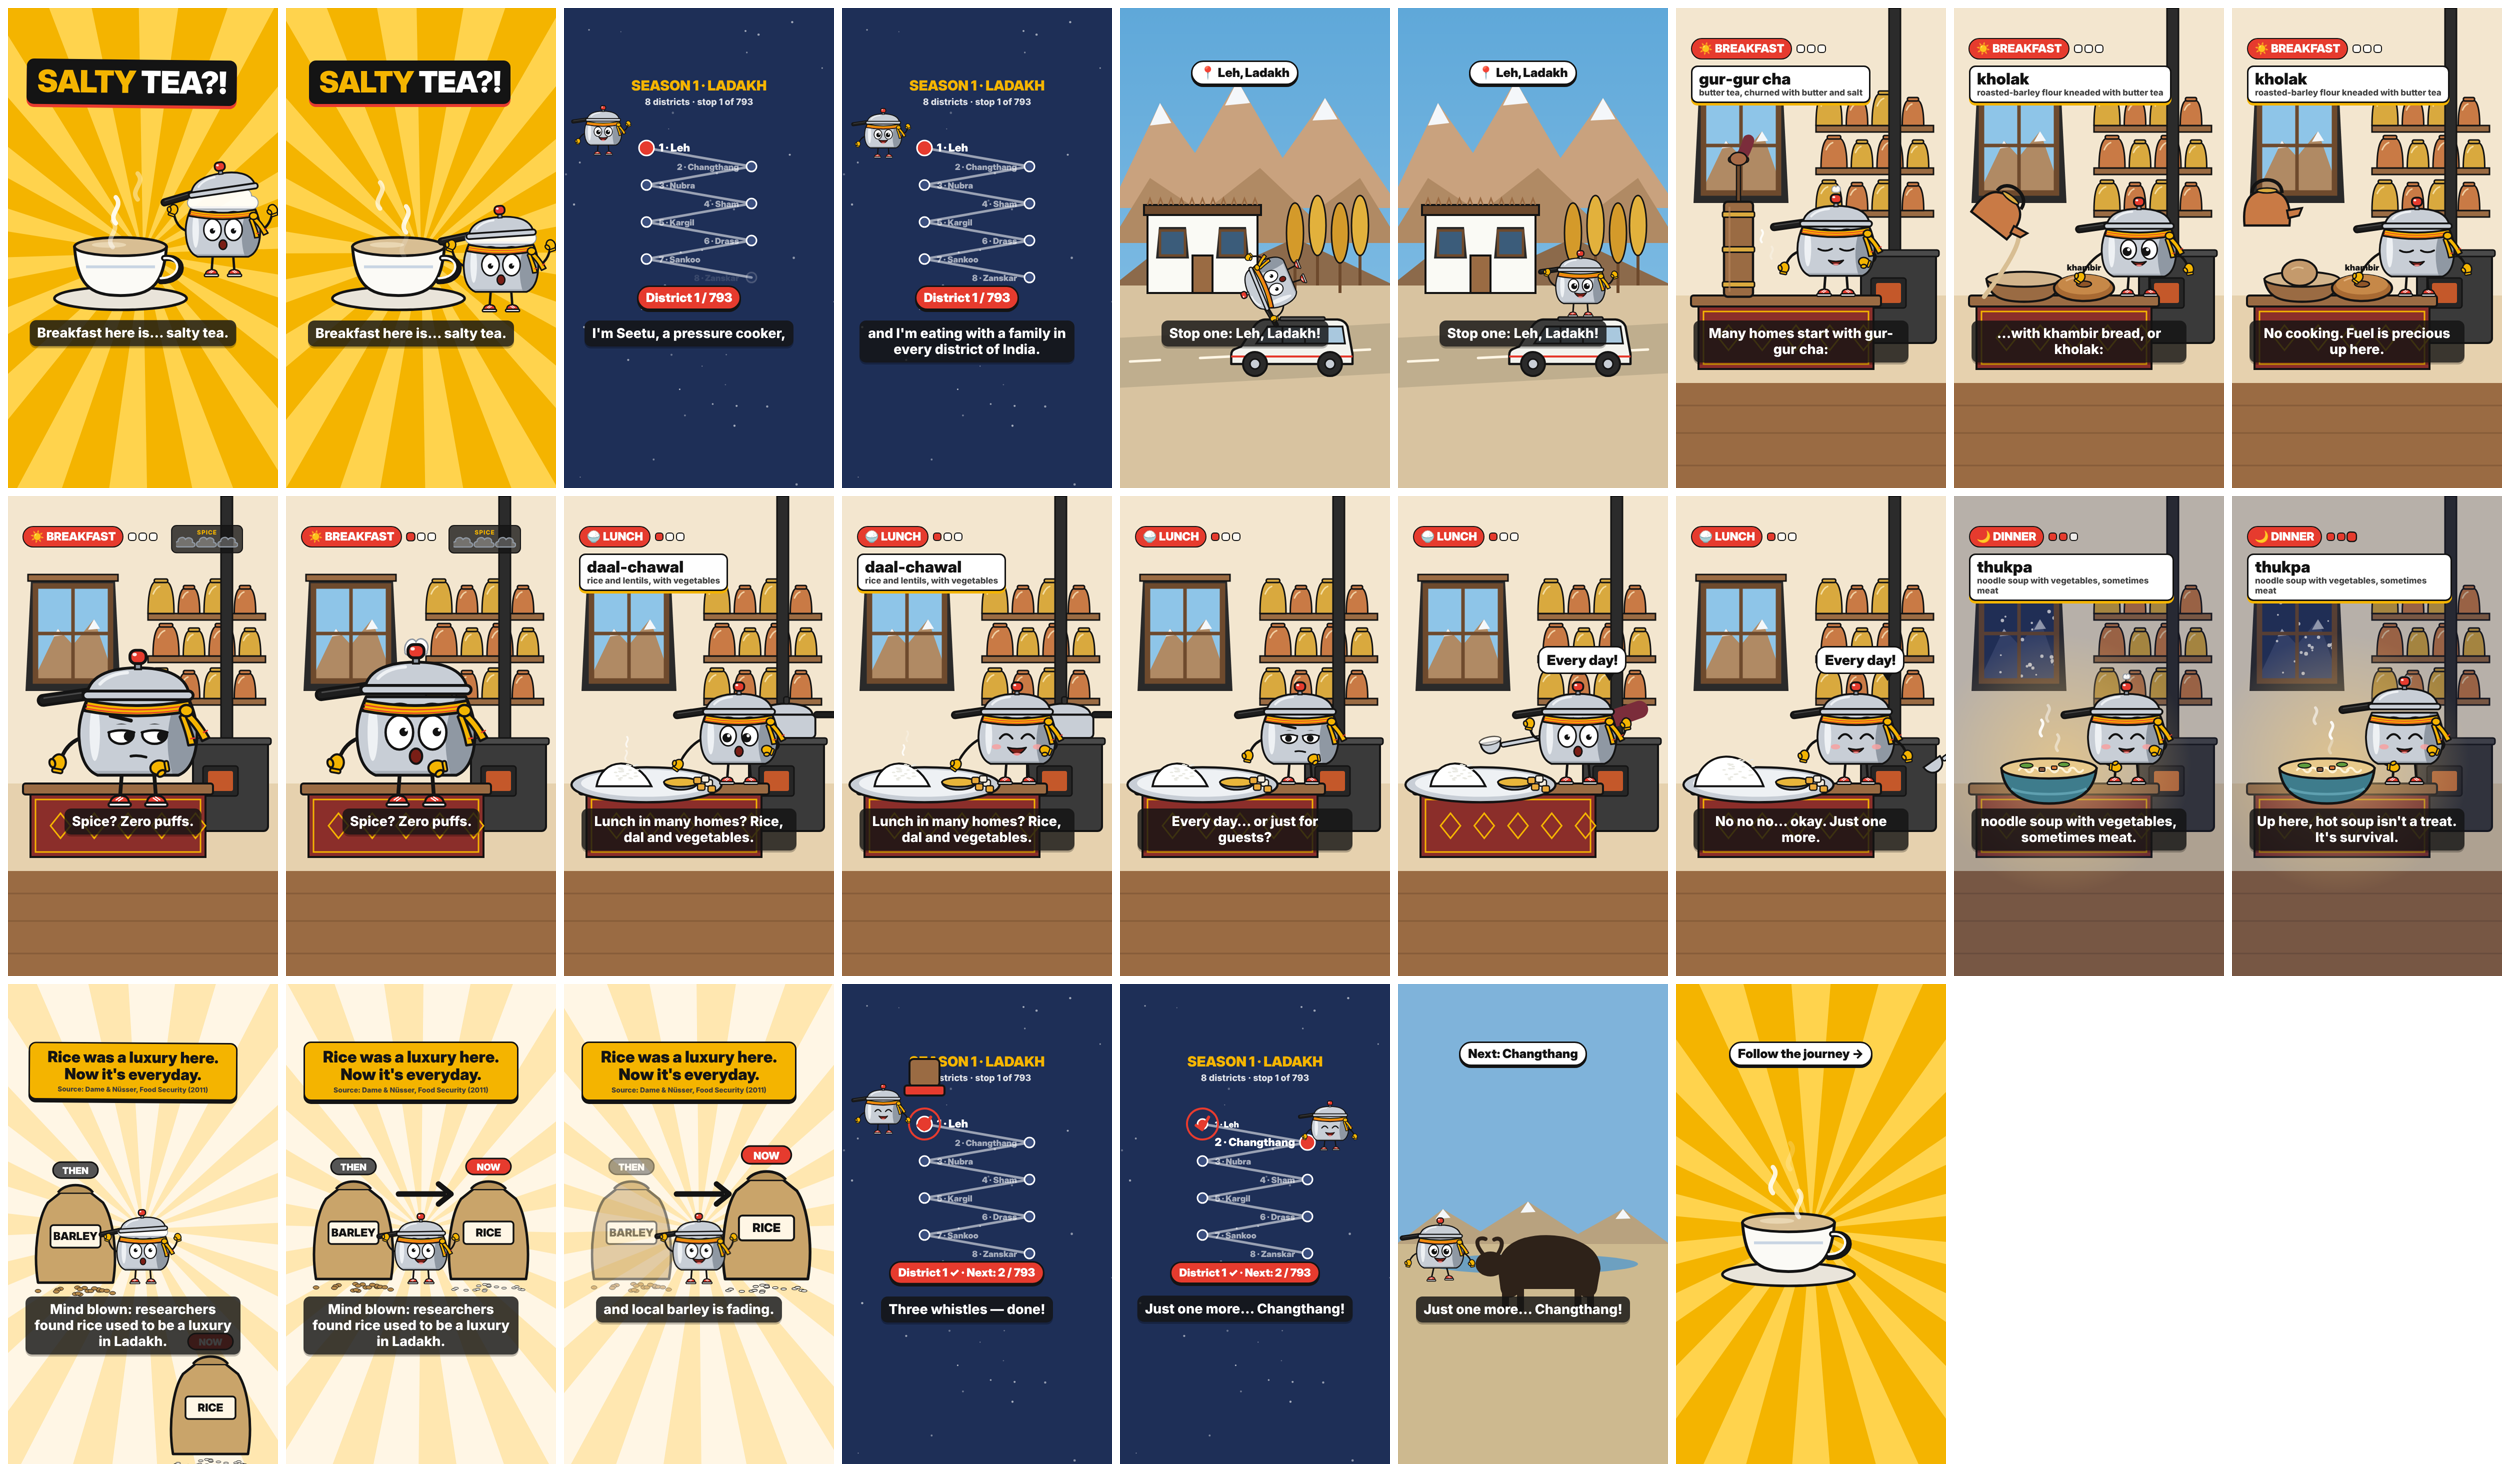 SALTY TEA?!
Breakfast here is... salty tea.
SALTY TEA?!
Breakfast here is... salty tea.
SEASON 1 · LADAKH
8 districts · stop 1 of 793
1 · Leh
2 · Changthang
3 · Nubra
4 · Sham
6 · Kargil
6 · Drass
7 · Sankoo
8 · Zanskar
District 1 / 793
I'm Seetu, a pressure cooker,
SEASON 1 · LADAKH
8 districts · stop 1 of 793
1 · Leh
2 · Changthang
3 · Nubra
4 · Sham
Kargil
6 · Drass
7 · Sankoo
8 · Zanskar
District 1 / 793
and I'm eating with a family in
every district of India.
📍 Leh, Ladakh
Stop one: Leh, Ladakh!
📍 Leh, Ladakh
Stop one: Leh, Ladakh!
☀️ BREAKFAST
gur-gur cha
butter tea, churned with butter and salt
Many homes start with gur-
gur cha:
☀️ BREAKFAST
kholak
roasted-barley flour kneaded with butter tea
khambir
...with khambir bread, or
kholak:
☀️ BREAKFAST
kholak
roasted-barley flour kneaded with butter tea
khambir
No cooking. Fuel is precious
up here.
☀️ BREAKFAST
SPICE
Spice? Zero puffs.
☀️ BREAKFAST
SPICE
Spice? Zero puffs.
🍚 LUNCH
daal-chawal
rice and lentils, with vegetables
Lunch in many homes? Rice,
dal and vegetables.
🍚 LUNCH
daal-chawal
rice and lentils, with vegetables
Lunch in many homes? Rice,
dal and vegetables.
🍚 LUNCH
Every day... or just for
guests?
🍚 LUNCH
Every day!
🍚 LUNCH
Every day!
No no no... okay. Just one
more.
🌙 DINNER
thukpa
noodle soup with vegetables, sometimes
meat
noodle soup with vegetables,
sometimes meat.
🌙 DINNER
thukpa
noodle soup with vegetables, sometimes
meat
Up here, hot soup isn't a treat.
It's survival.
Rice was a luxury here.
Now it's everyday.
Source: Dame & Nüsser, Food Security (2011)
THEN
BARLEY
Mind blown: researchers
found rice used to be a luxury
in Ladakh.
NOW
RICE
Rice was a luxury here.
Now it's everyday.
Source: Dame & Nüsser, Food Security (2011)
THEN
NOW
BARLEY
RICE
Mind blown: researchers
found rice used to be a luxury
in Ladakh.
Rice was a luxury here.
Now it's everyday.
Source: Dame & Nüsser, Food Security (2011)
THEN
NOW
BARLEY
RICE
and local barley is fading.
SON 1 · LADAKH
stricts · stop 1 of 793
Leh
2 · Changthang
Nubra
4 · Sham
Kargil
6 · Drass
7 · Sankoo
8 · Zanskar
District 1 ✓ · Next: 2 / 793
Three whistles — done!
SEASON 1 · LADAKH
8 districts · stop 1 of 793
Leh
2 · Changthang
Nubra
4 · Sham
Kargil
6 · Drass
7 · Sankoo
8 · Zanskar
District 1 ✓ · Next: 2 / 793
Just one more... Changthang!
Next: Changthang
Just one more... Changthang!
Follow the journey →